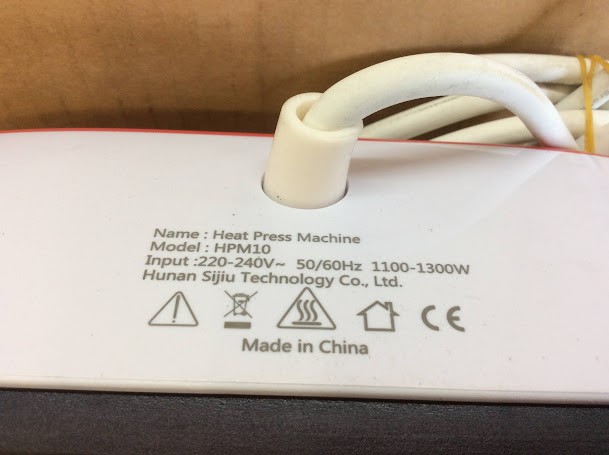 Name : Heat Press Machine
Model : HPM10
Input :220-240V~ 50/60Hz 1100-1300W
Hunan Sijiu Technology Co., Ltd.
CE
Made in China